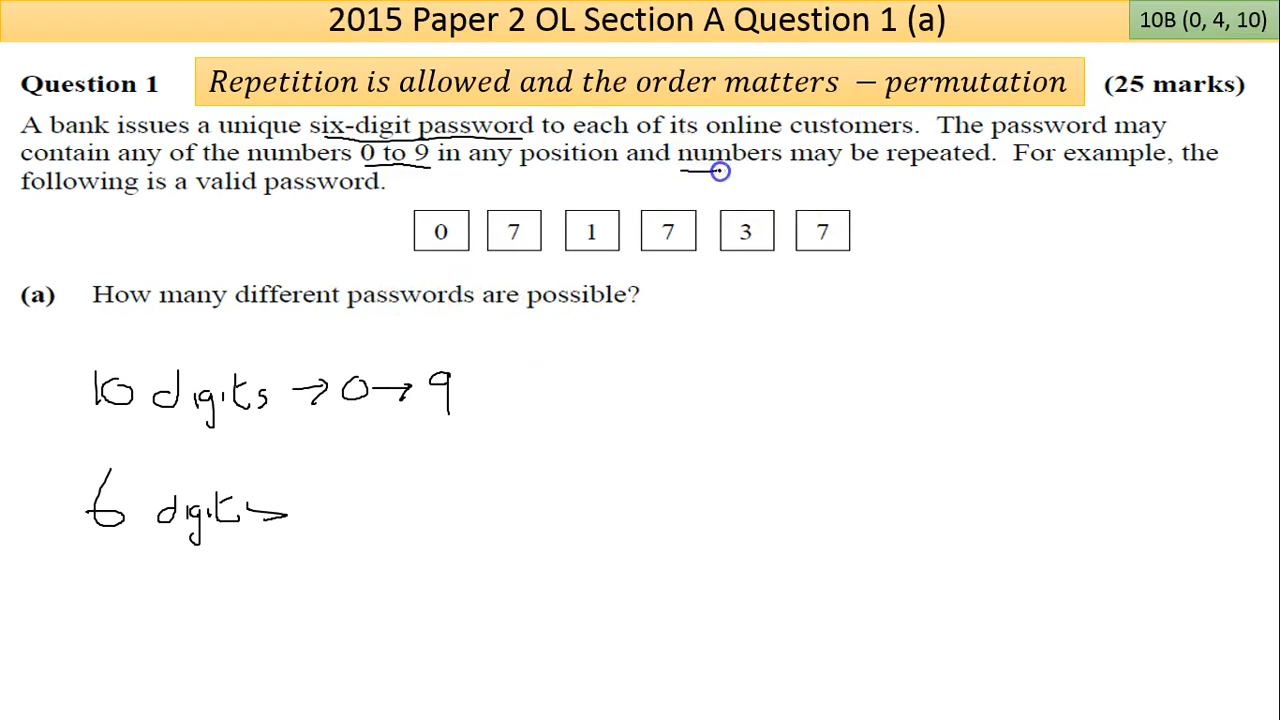 2015 Paper 2 OL Section A Question 1 (a)
10B (0, 4, 10)
Question 1
Repetition is allowed and the order matters − permutation
(25 marks)
A bank issues a unique six-digit password to each of its online customers. The password may
contain any of the numbers 0 to 9 in any position and numbers may be repeated. For example, the
following is a valid password.
0 7 1 7 3 7
(a) How many different passwords are possible?
10 digits → 0 → 9
6 digits